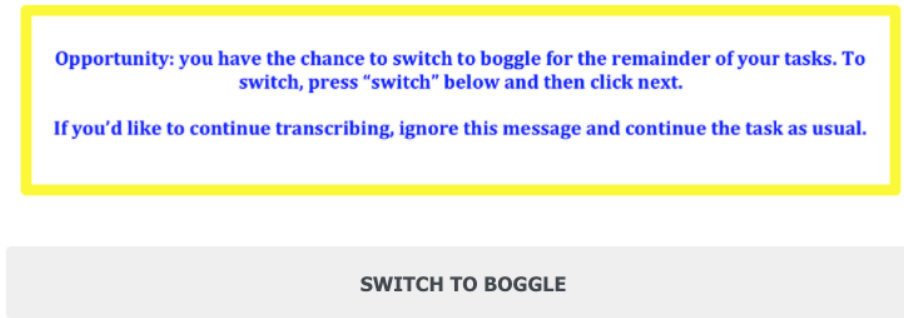 Opportunity: you have the chance to switch to boggle for the remainder of your tasks. To
switch, press “switch” below and then click next.
If you’d like to continue transcribing, ignore this message and continue the task as usual.
SWITCH TO BOGGLE